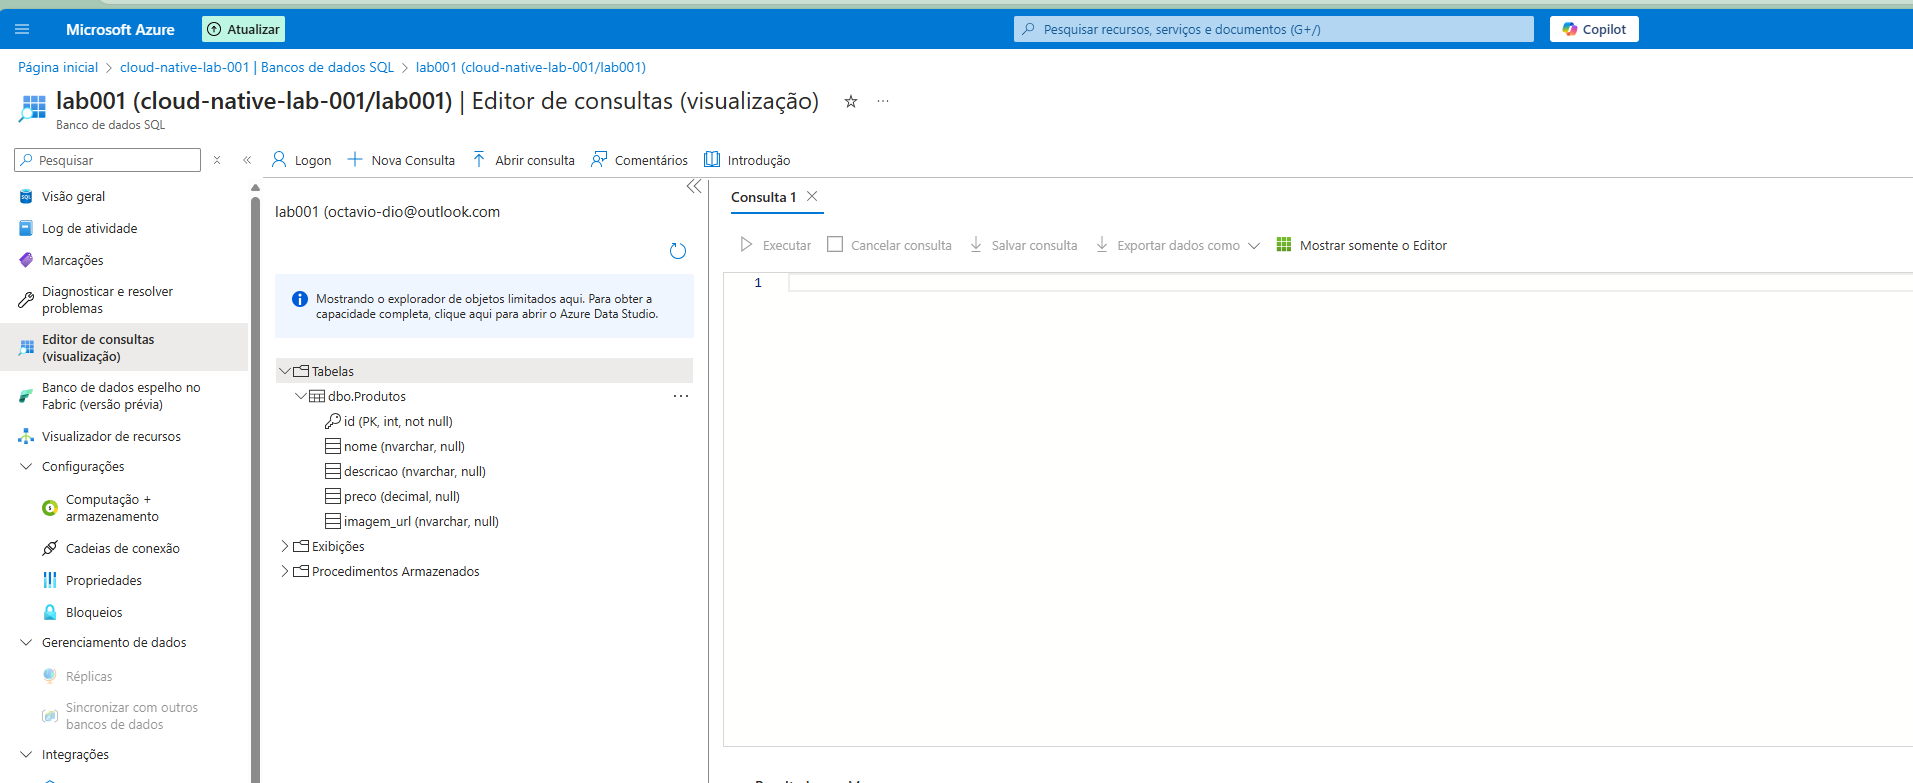 Microsoft Azure
Atualizar
Pesquisar recursos, serviços e documentos (G+/)
Copilot
Página inicial > cloud-native-lab-001 | Bancos de dados SQL > lab001 (cloud-native-lab-001/lab001)
lab001 (cloud-native-lab-001/lab001) | Editor de consultas (visualização)
Banco de dados SQL
Pesquisar
Logon
Nova Consulta
Abrir consulta
Comentários
Introdução
Visão geral
Log de atividade
Marcações
Diagnosticar e resolver
problemas
Editor de consultas
(visualização)
Banco de dados espelho no
Fabric (versão prévia)
Visualizador de recursos
Configurações
Computação +
armazenamento
Cadeias de conexão
Propriedades
Bloqueios
Gerenciamento de dados
Réplicas
Sincronizar com outros
bancos de dados
Integrações
lab001 (octavio-dio@outlook.com
Mostrando o explorador de objetos limitados aqui. Para obter a
capacidade completa, clique aqui para abrir o Azure Data Studio.
Tabelas
dbo.Produtos
id (PK, int, not null)
nome (nvarchar, null)
descricao (nvarchar, null)
preco (decimal, null)
imagem_url (nvarchar, null)
Exibições
Procedimentos Armazenados
Consulta 1
Executar
Cancelar consulta
Salvar consulta
Exportar dados como
Mostrar somente o Editor
1